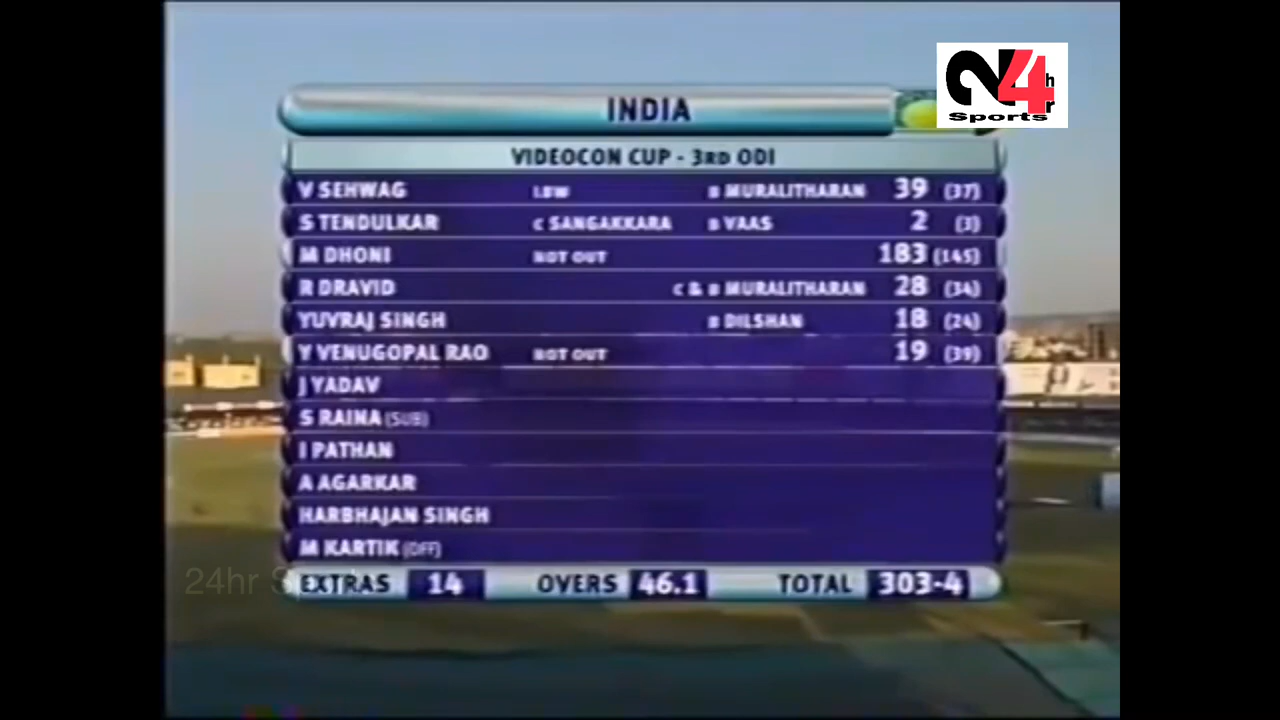 24hr
Sports
INDIA
VIDEOCON CUP - 3RD ODI
V SEHWAG LBW B MURALITHARAN 39 (37)
S TENDULKAR C SANGAKKARA B VAAS 2 (3)
M DHONI NOT OUT 183 (145)
R DRAVID C & B MURALITHARAN 28 (34)
YUVRAJ SINGH B DILSHAN 18 (24)
Y VENUGOPAL RAO NOT OUT 19 (39)
J YADAV
S RAINA (SUB)
I PATHAN
A AGARKAR
HARBHAJAN SINGH
M KARTIK (OFF)
24hr S
EXTRAS 14 OVERS 46.1 TOTAL 303-4